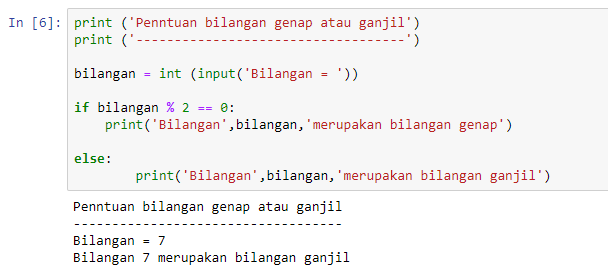 In [6]: print ('Penntuan bilangan genap atau ganjil')
print ('-----------------------------------')
bilangan = int (input('Bilangan = '))
if bilangan % 2 == 0:
    print('Bilangan',bilangan,'merupakan bilangan genap')
else:
        print('Bilangan',bilangan,'merupakan bilangan ganjil')
Penntuan bilangan genap atau ganjil
-----------------------------------
Bilangan = 7
Bilangan 7 merupakan bilangan ganjil